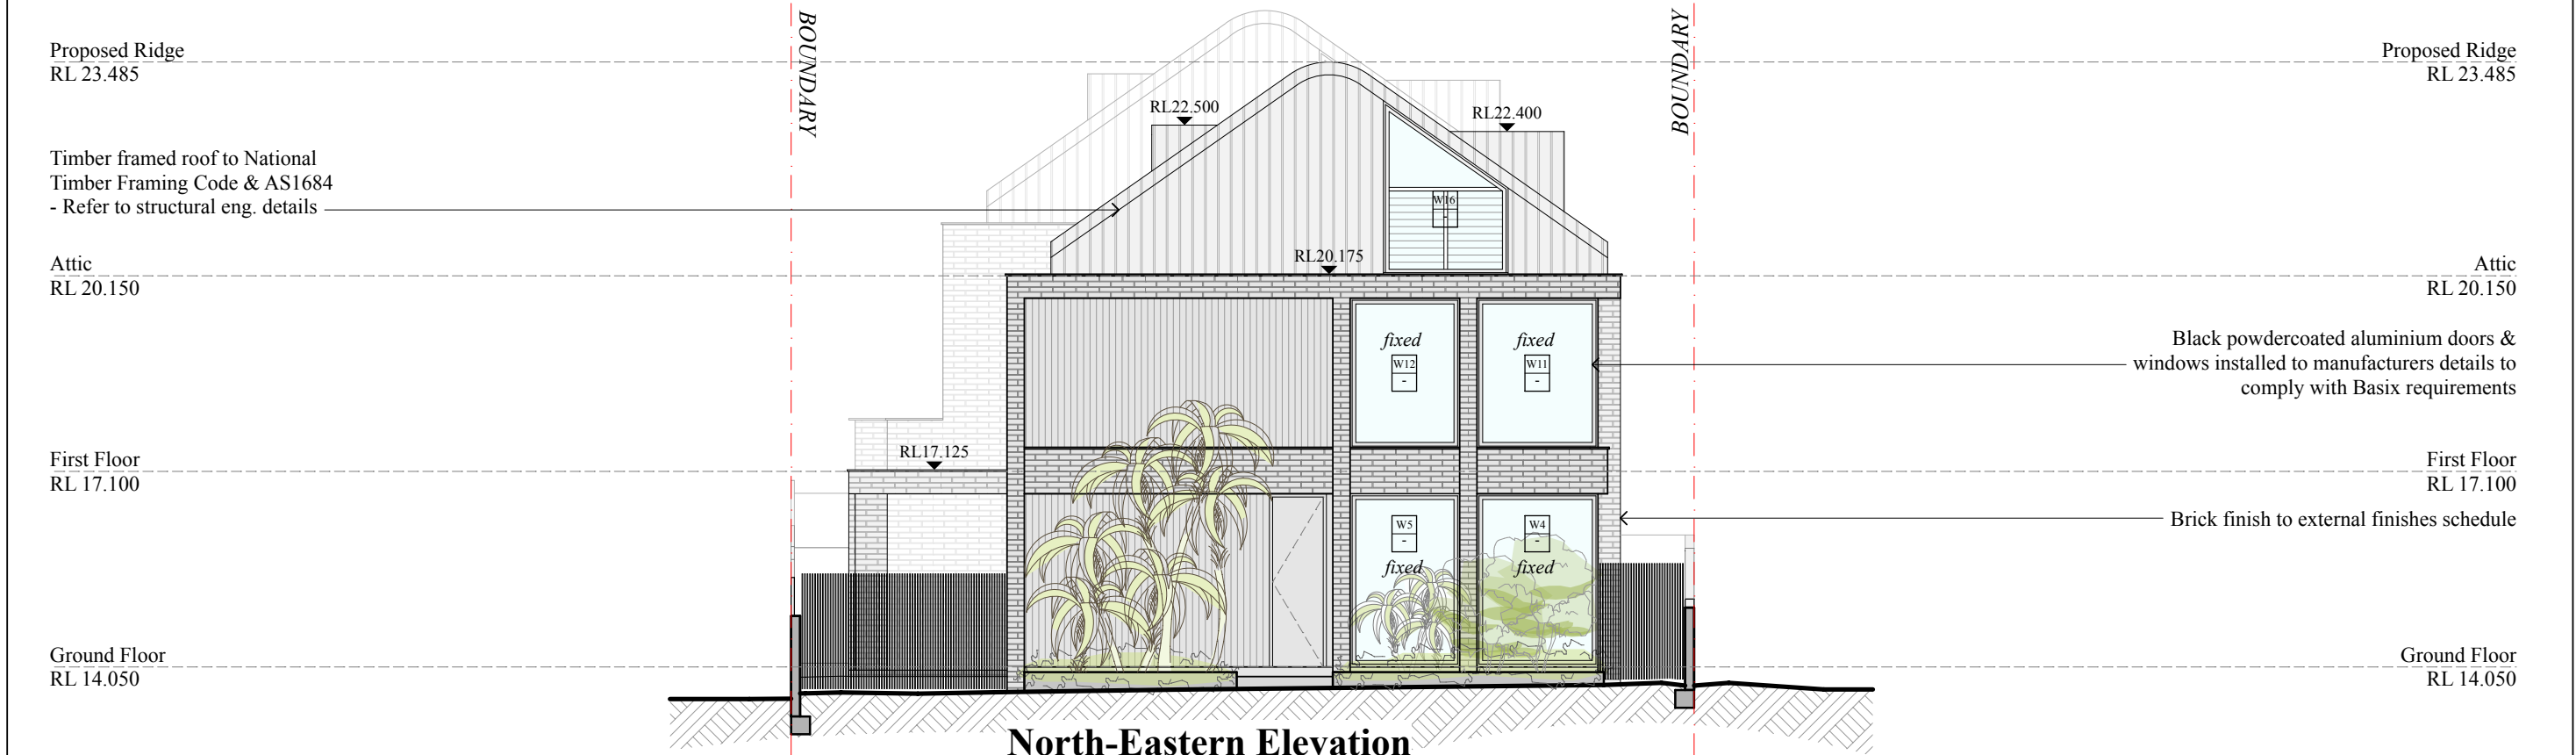 Proposed Ridge
RL 23.485
BOUNDARY
BOUNDARY
Proposed Ridge
RL 23.485
RL22.500
RL22.400
Timber framed roof to National
Timber Framing Code & AS1684
- Refer to structural eng. details
W16
-
RL20.175
Attic
RL 20.150
Attic
RL 20.150
fixed
W12
-
fixed
W11
-
Black powdercoated aluminium doors &
windows installed to manufacturers details to
comply with Basix requirements
RL17.125
First Floor
RL 17.100
First Floor
RL 17.100
W5
-
fixed
W4
-
fixed
Brick finish to external finishes schedule
Ground Floor
RL 14.050
Ground Floor
RL 14.050
North-Eastern Elevation